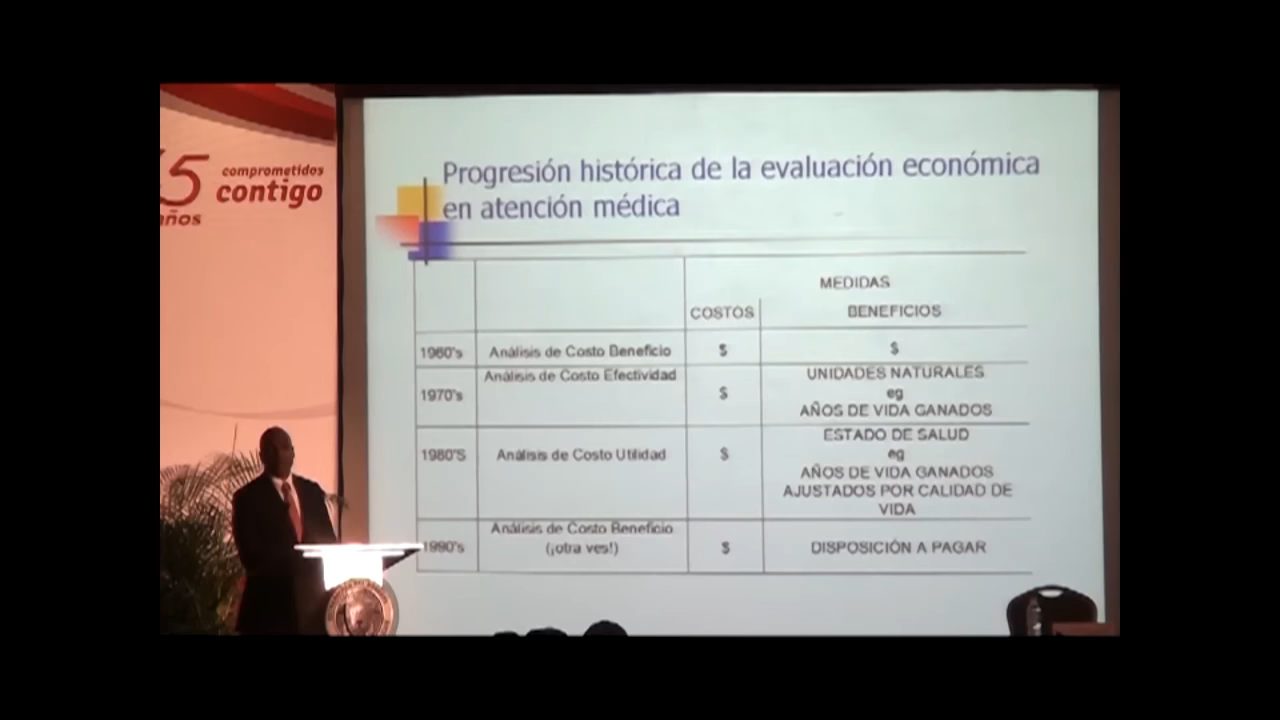 65
años
comprometidos
contigo
Progresión histórica de la evaluación económica
en atención médica
MEDIDAS
COSTOS
BENEFICIOS
1960's
Análisis de Costo Beneficio
$
$
1970's
Análisis de Costo Efectividad
$
UNIDADES NATURALES
eg
AÑOS DE VIDA GANADOS
1980'S
Análisis de Costo Utilidad
$
ESTADO DE SALUD
eg
AÑOS DE VIDA GANADOS
AJUSTADOS POR CALIDAD DE
VIDA
1990's
Análisis de Costo Beneficio
(¡otra ves!)
$
DISPOSICIÓN A PAGAR